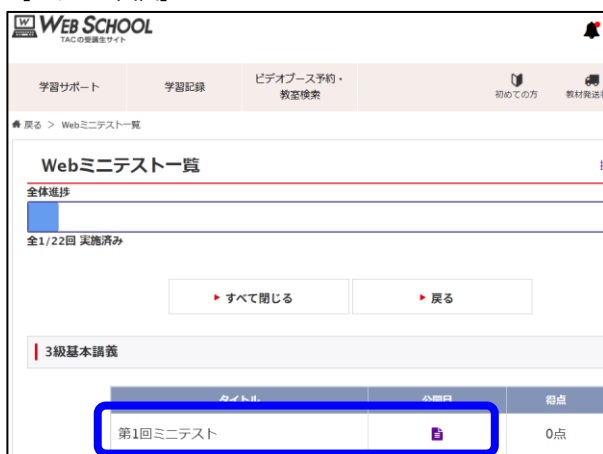 WEB SCHOOL
TACの受講生サイト
学習サポート
学習記録
ビデオブース予約・
教室検索
初めての方
教材発送
戻る > Webミニテスト一覧
Webミニテスト一覧
全体進捗
全1/22回 実施済み
すべて閉じる
戻る
3級基本講義
タイトル 公開日 得点
第1回ミニテスト 0点